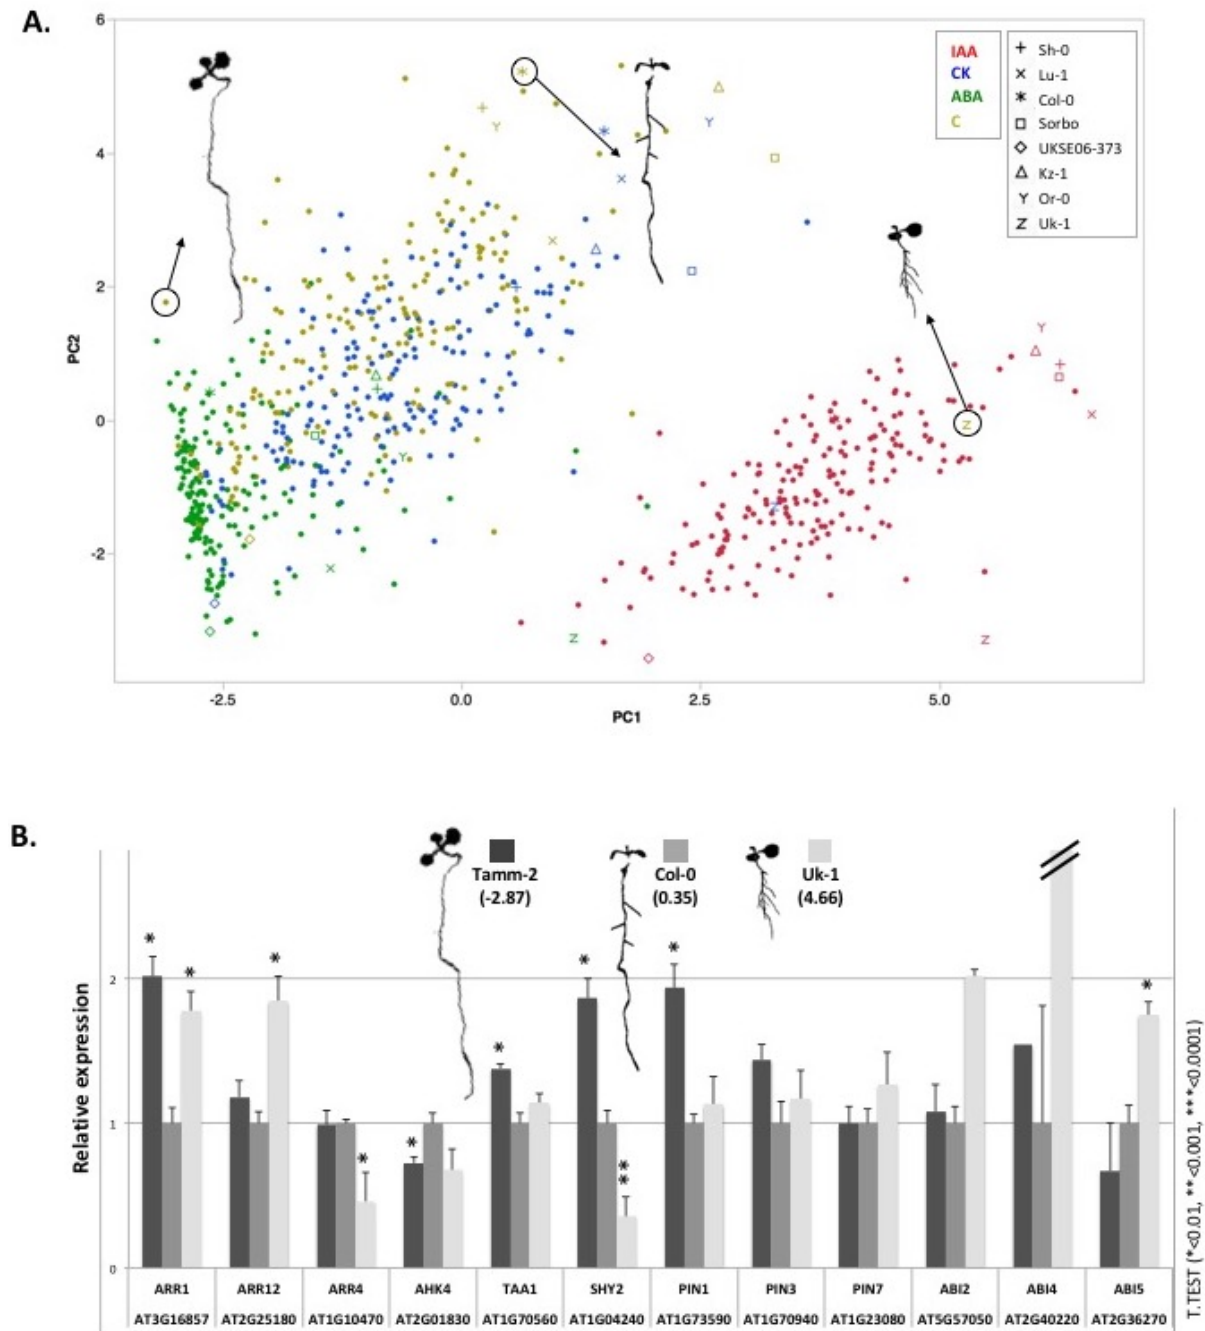 A.
6
4
2
0
-2
PC2
-2.5 0.0 2.5 5.0
PC1
IAA
CK
ABA
C
+ Sh-0
× Lu-1
* Col-0
□ Sorbo
◇ UKSE06-373
△ Kz-1
Y Or-0
Z Uk-1
B.
Tamm-2 Col-0 Uk-1
(-2.87) (0.35) (4.66)
Relative expression
2
1
0
* * * * * * * ** * *
ARR1 ARR12 ARR4 AHK4 TAA1 SHY2 PIN1 PIN3 PIN7 ABI2 ABI4 ABI5
AT3G16857 AT2G25180 AT1G10470 AT2G01830 AT1G70560 AT1G04240 AT1G73590 AT1G70940 AT1G23080 AT5G57050 AT2G40220 AT2G36270
T.TEST (*<0.01, **<0.001, ***<0.0001)